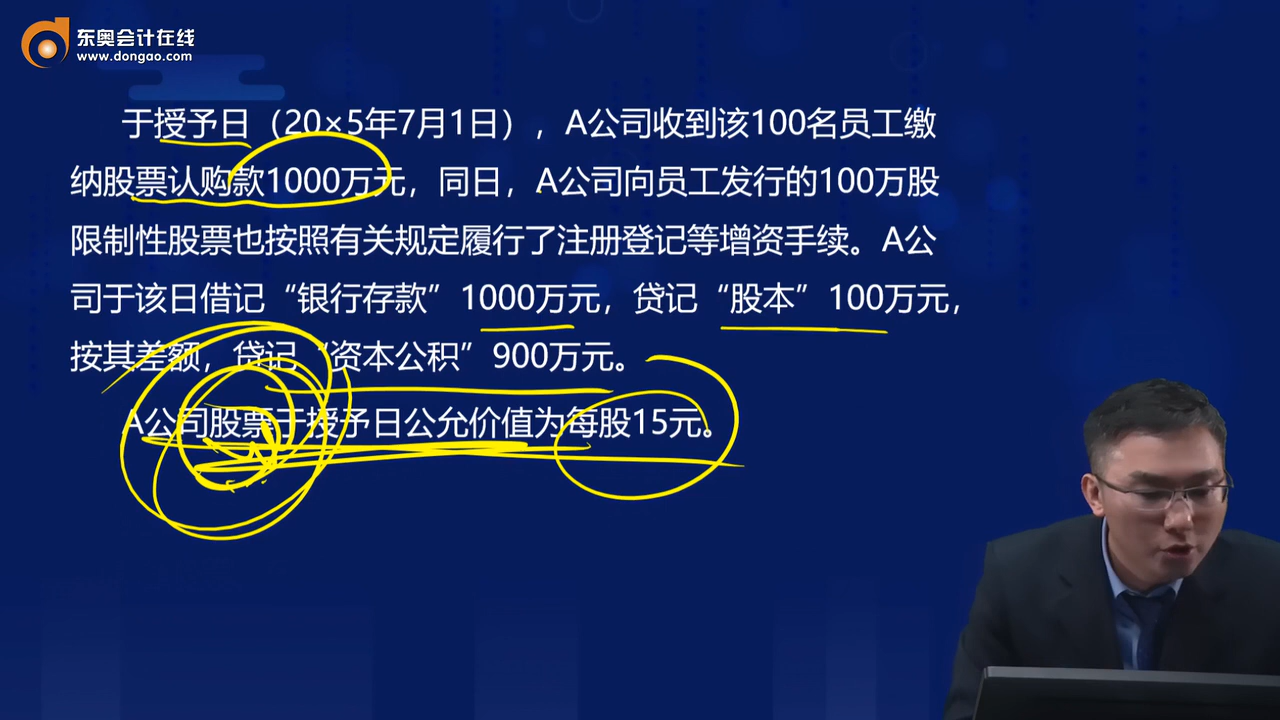 东奥会计在线
www.dongao.com
于授予日（20×5年7月1日），A公司收到该100名员工缴
纳股票认购款1000万元，同日，A公司向员工发行的100万股
限制性股票也按照有关规定履行了注册登记等增资手续。A公
司于该日借记“银行存款”1000万元，贷记“股本”100万元，
按其差额，贷记“资本公积”900万元。
A公司股票于授予日公允价值为每股15元。